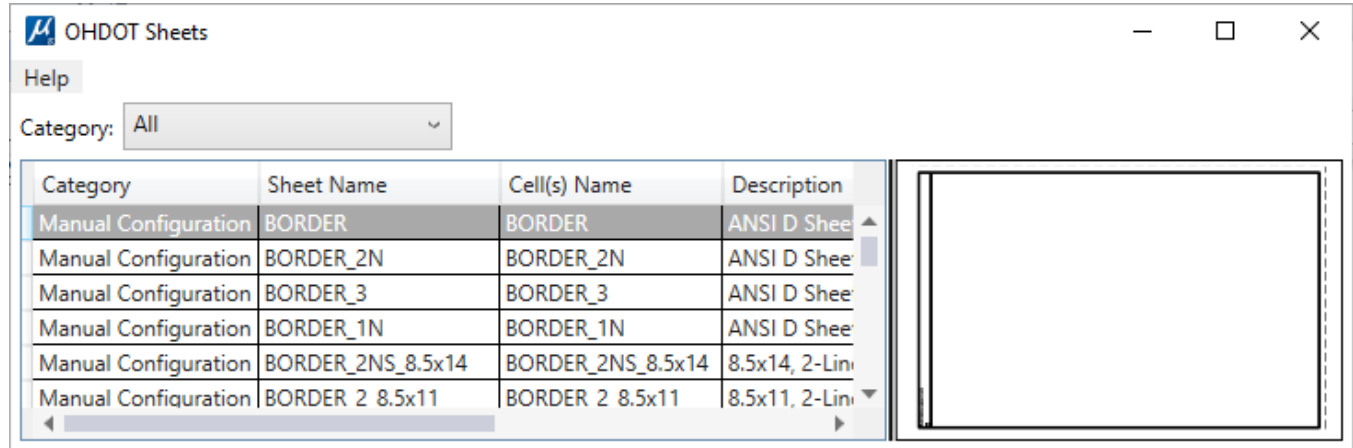 OHDOT Sheets
Help
Category: All
Category Sheet Name Cell(s) Name Description
Manual Configuration BORDER BORDER ANSI D Shee
Manual Configuration BORDER_2N BORDER_2N ANSI D Shee
Manual Configuration BORDER_3 BORDER_3 ANSI D Shee
Manual Configuration BORDER_1N BORDER_1N ANSI D Shee
Manual Configuration BORDER_2NS_8.5x14 BORDER_2NS_8.5x14 8.5x14, 2-Lin
Manual Configuration BORDER_2_8.5x11 BORDER_2_8.5x11 8.5x11, 2-Lin